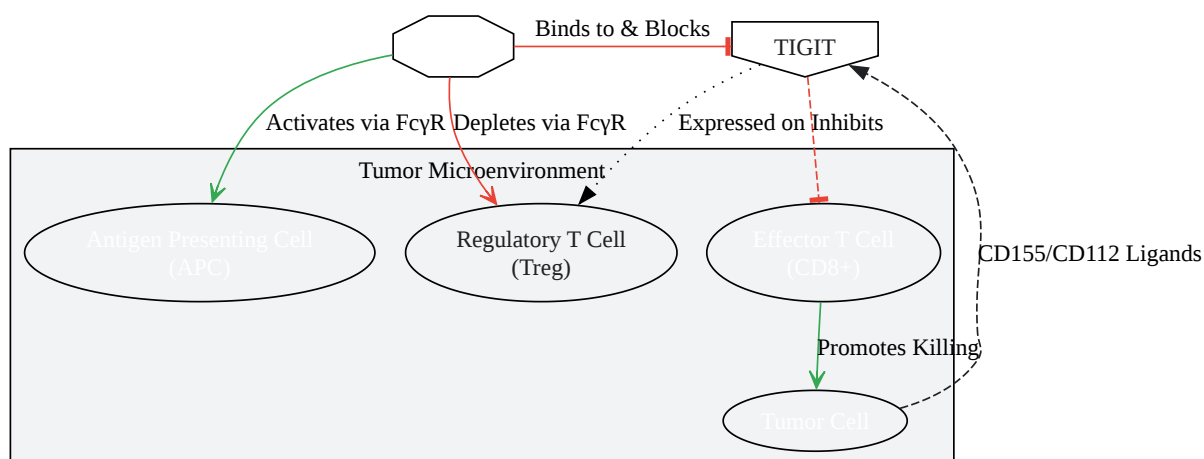 Binds to & Blocks
TIGIT
Activates via FcγR
Depletes via FcγR
Expressed on
Inhibits
Tumor Microenvironment
Antigen Presenting Cell
(APC)
Regulatory T Cell
(Treg)
Effector T Cell
(CD8+)
CD155/CD112 Ligands
Promotes Killing
Tumor Cell